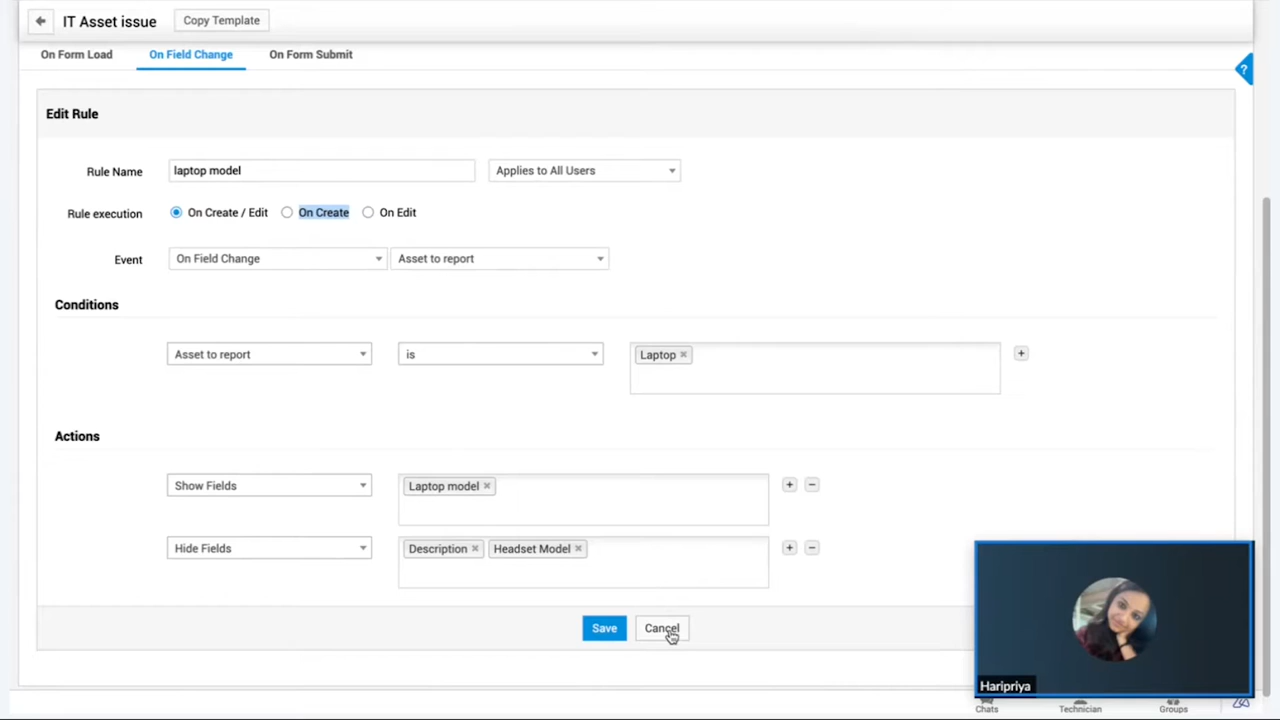 IT Asset issue Copy Template
On Form Load On Field Change On Form Submit
?
Edit Rule
Rule Name laptop model Applies to All Users
Rule execution On Create / Edit On Create On Edit
Event On Field Change Asset to report
Conditions
Asset to report is Laptop × +
Actions
Show Fields Laptop model × + −
Hide Fields Description × Headset Model × + −
Save Cancel
Haripriya
Chats Technician Groups